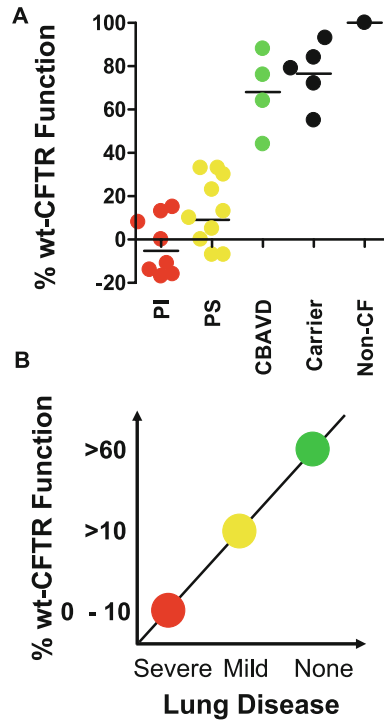 A
% wt-CFTR Function
100
80
60
40
20
0
-20
PI
PS
CBAVD
Carrier
Non-CF
B
% wt-CFTR Function
>60
>10
0 - 10
Severe Mild None
Lung Disease